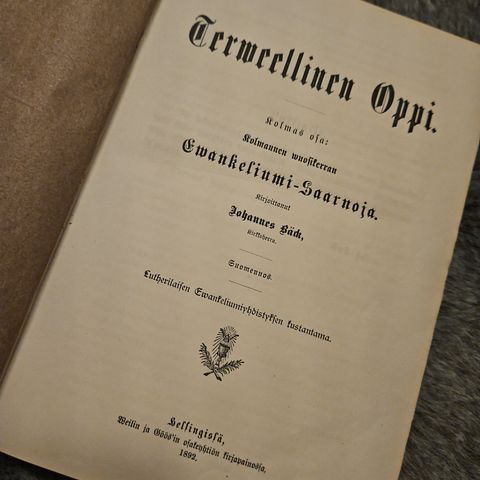 Terweellinen Oppi.
Kolmas osa:
Kolmannen wuosikerran
Ewankeliumi-Saarnoja.
Kirjoittanut
Johannes Bäck,
Kirkkoherra.
Suomennos.
Lutherilaisen Ewankeliumiyhdistyksen kustantama.
Helsingissä,
Weilin ja Göös'in osakeyhtiön kirjapainossa,
1892.